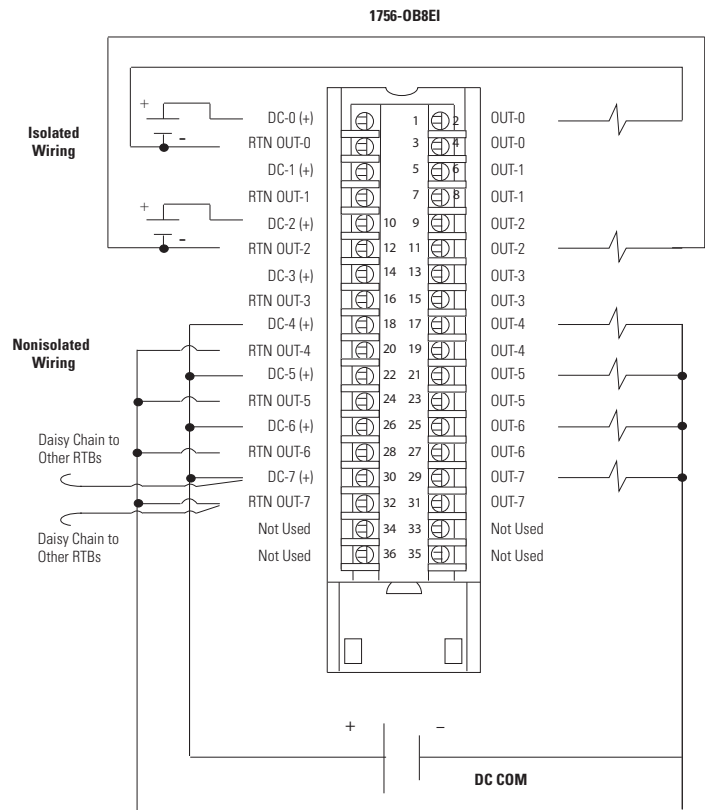 1756-OB8EI
Isolated
Wiring
+
-
DC-0 (+) 1 2 OUT-0
RTN OUT-0 3 4 OUT-0
DC-1 (+) 5 6 OUT-1
RTN OUT-1 7 8 OUT-1
+
-
DC-2 (+) 10 9 OUT-2
RTN OUT-2 12 11 OUT-2
DC-3 (+) 14 13 OUT-3
RTN OUT-3 16 15 OUT-3
Nonisolated
Wiring
DC-4 (+) 18 17 OUT-4
RTN OUT-4 20 19 OUT-4
DC-5 (+) 22 21 OUT-5
RTN OUT-5 24 23 OUT-5
DC-6 (+) 26 25 OUT-6
RTN OUT-6 28 27 OUT-6
DC-7 (+) 30 29 OUT-7
RTN OUT-7 32 31 OUT-7
Not Used 34 33 Not Used
Not Used 36 35 Not Used
Daisy Chain to
Other RTBs
Daisy Chain to
Other RTBs
+ –
DC COM